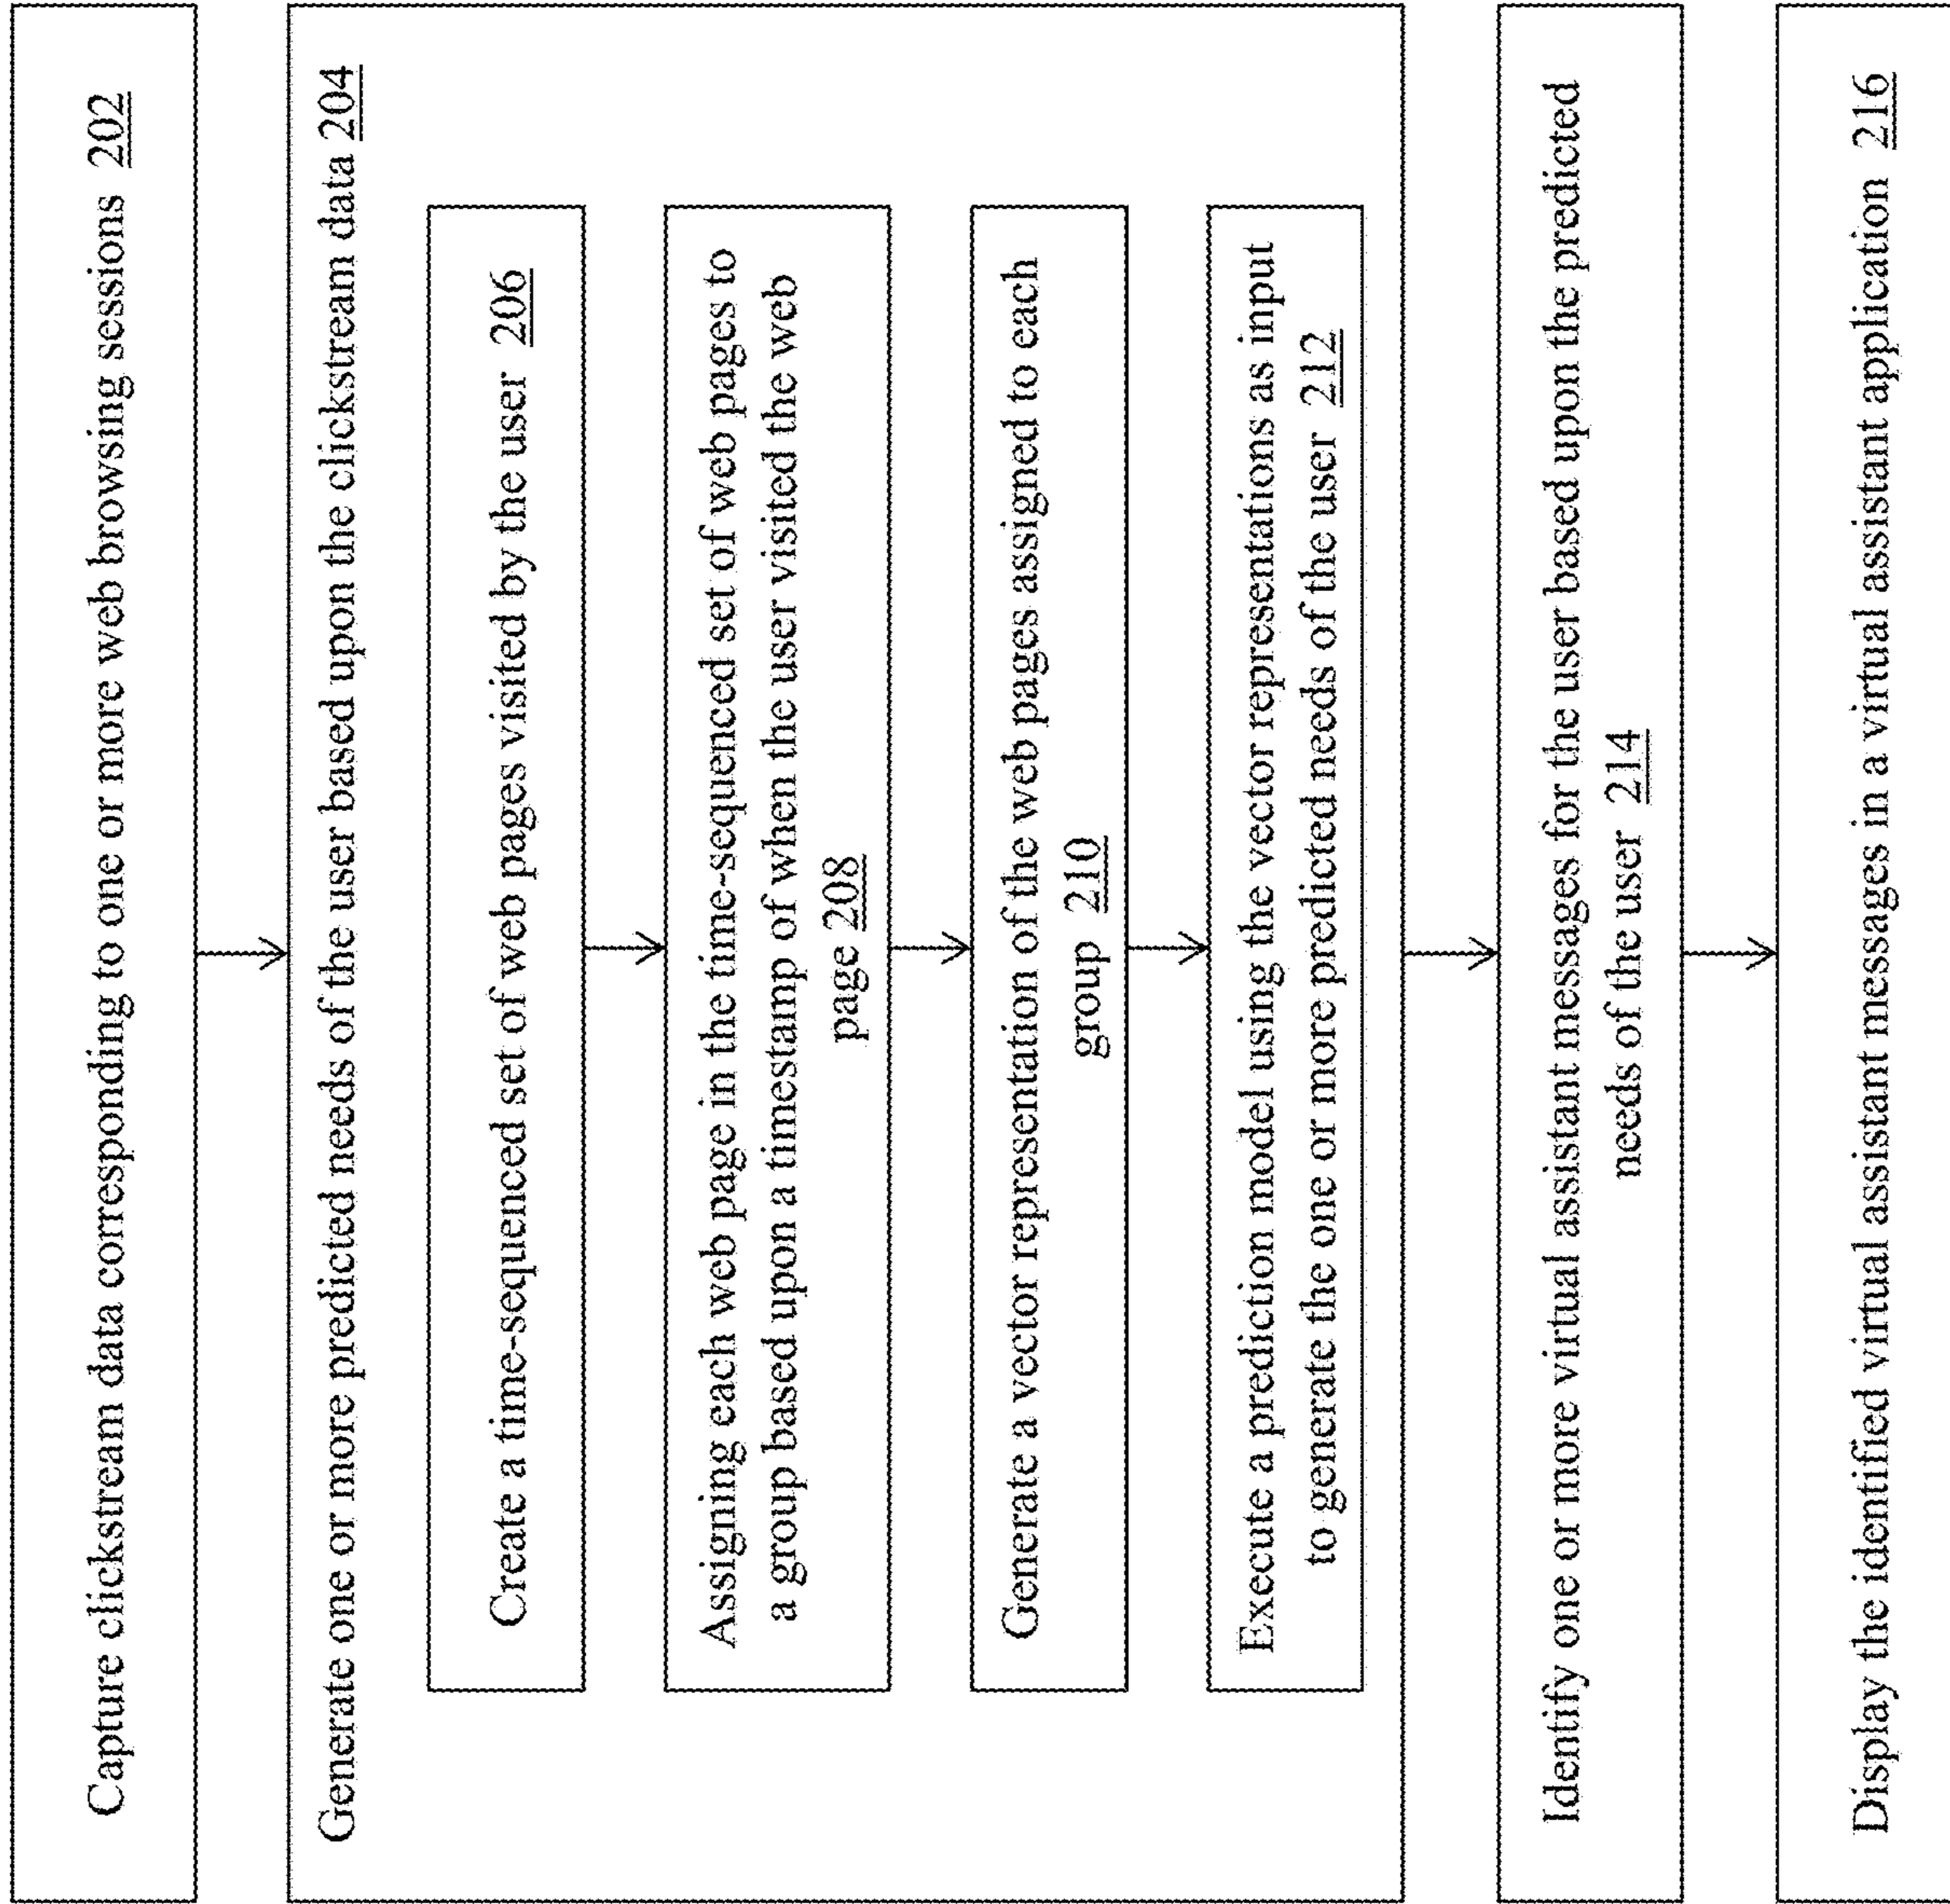 Capture clickstream data corresponding to one or more web browsing sessions 202
Generate one or more predicted needs of the user based upon the clickstream data 204
Create a time-sequenced set of web pages visited by the user 206
Assigning each web page in the time-sequenced set of web pages to
a group based upon a timestamp of when the user visited the web
page 208
Generate a vector representation of the web pages assigned to each
group 210
Execute a prediction model using the vector representations as input
to generate the one or more predicted needs of the user 212
Identify one or more virtual assistant messages for the user based upon the predicted
needs of the user 214
Display the identified virtual assistant messages in a virtual assistant application 216